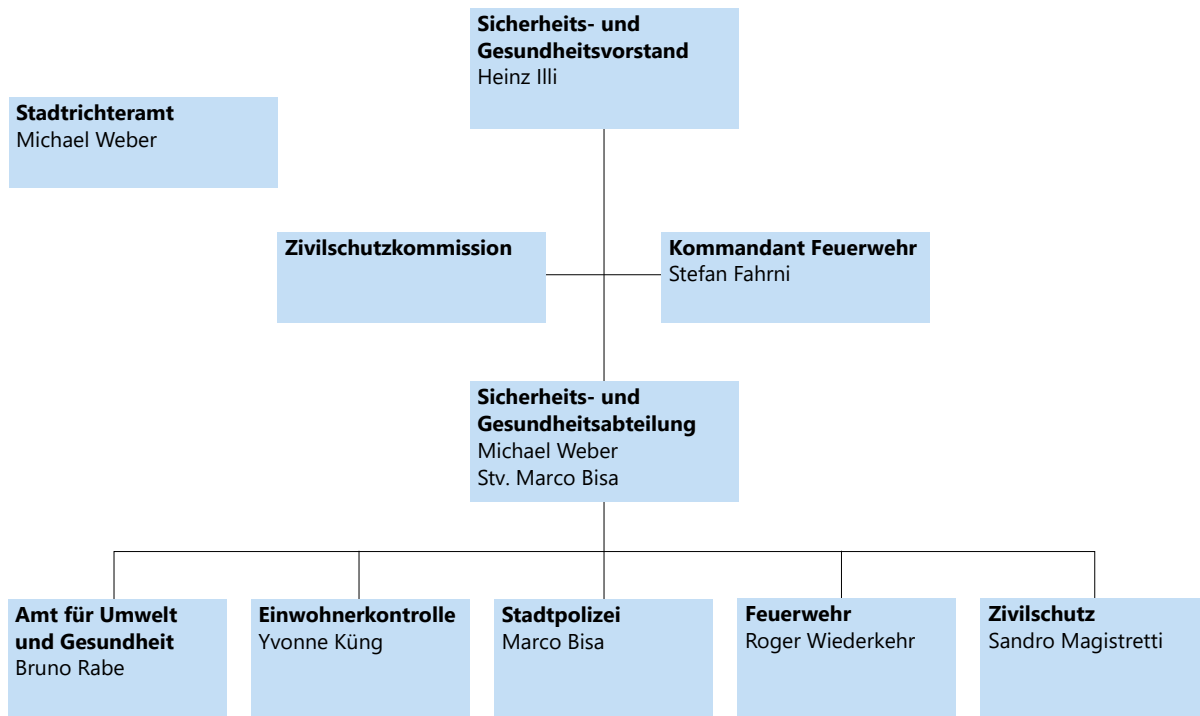 Sicherheits- und
Gesundheitsvorstand
Heinz Illi
Stadtrichteramt
Michael Weber
Zivilschutzkommission
Kommandant Feuerwehr
Stefan Fahrni
Sicherheits- und
Gesundheitsabteilung
Michael Weber
Stv. Marco Bisa
Amt für Umwelt
und Gesundheit
Bruno Rabe
Einwohnerkontrolle
Yvonne Küng
Stadtpolizei
Marco Bisa
Feuerwehr
Roger Wiederkehr
Zivilschutz
Sandro Magistretti